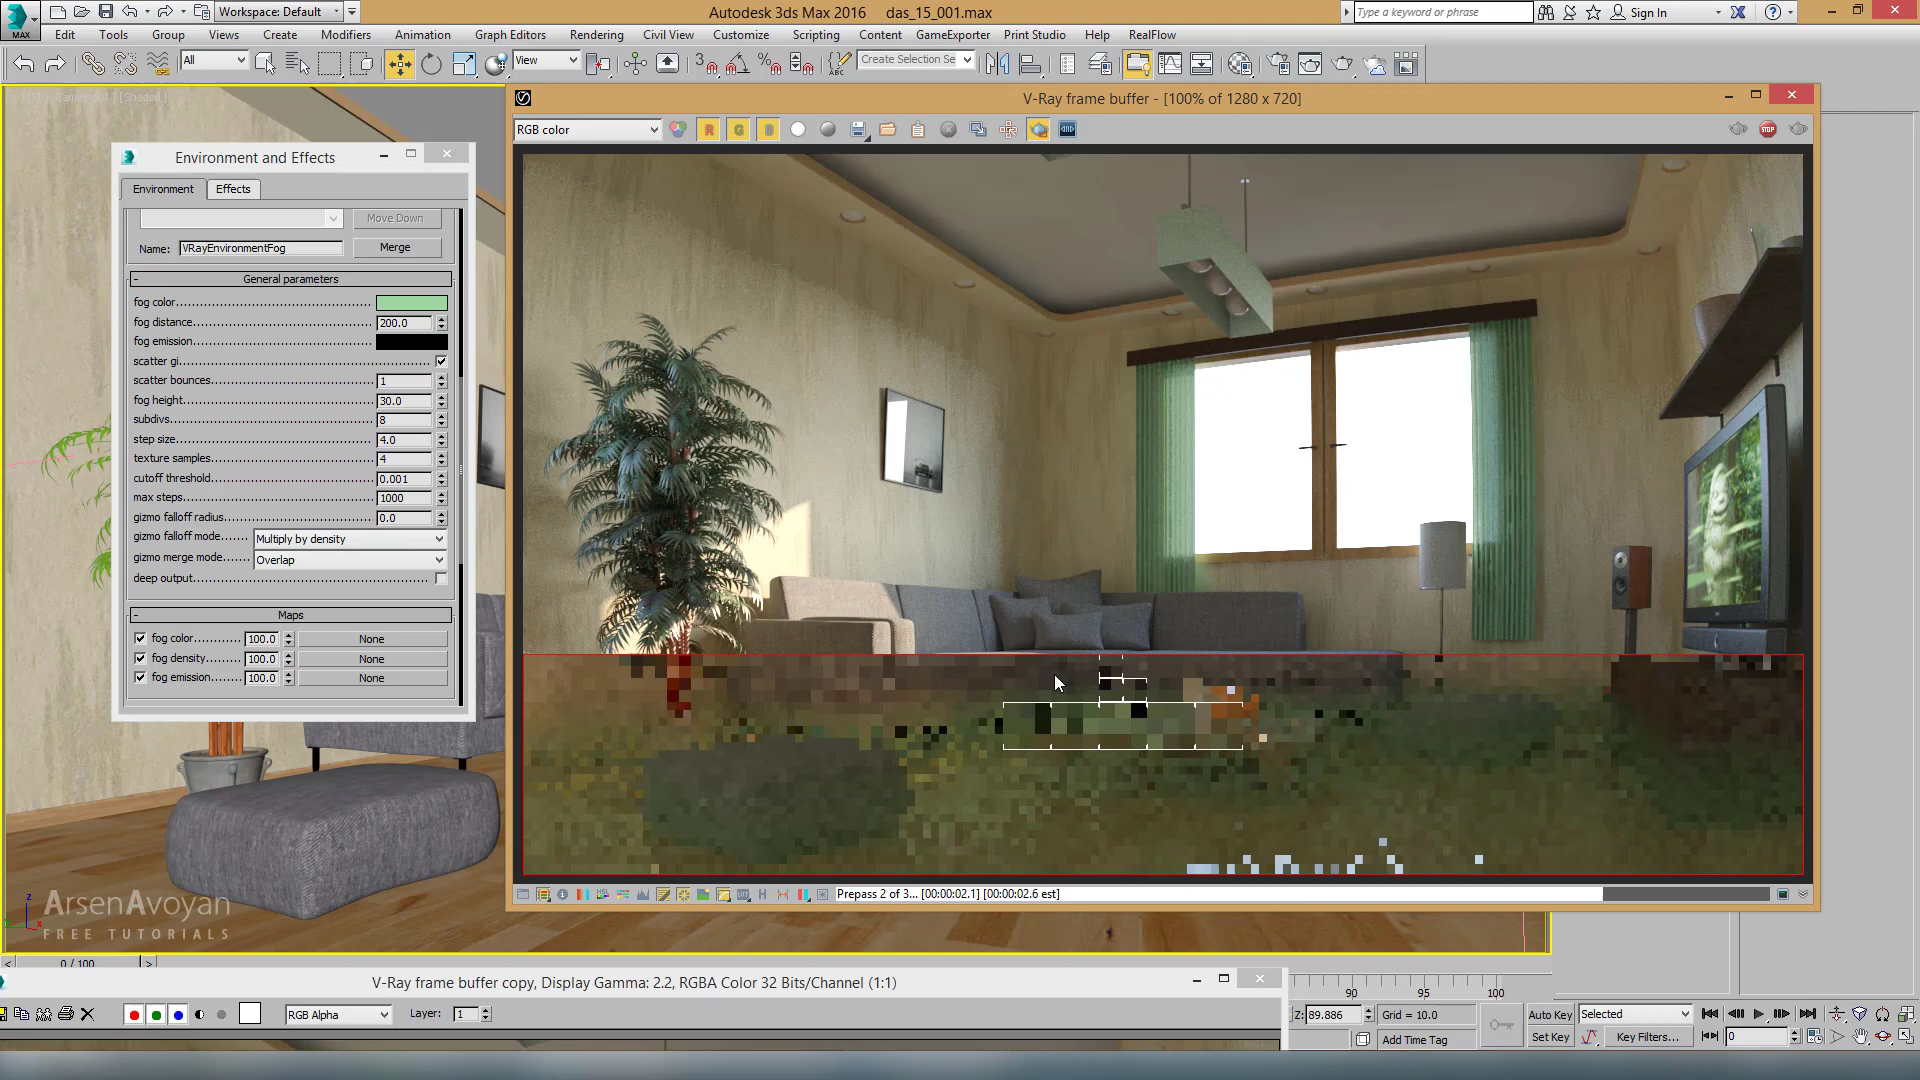 Workspace: Default
Autodesk 3ds Max 2016 das_15_001.max
Type a keyword or phrase
Sign In
MAX
Edit Tools Group Views Create Modifiers Animation Graph Editors Rendering Civil View Customize Scripting Content GameExporter Print Studio Help RealFlow
All
View
3
ABC
Create Selection Se
V-Ray frame buffer - [100% of 1280 x 720]
RGB color
R G B
STOP
Environment and Effects
Environment Effects
Move Down
Name: VRayEnvironmentFog Merge
- General parameters
fog color
fog distance 200.0
fog emission
scatter gi
scatter bounces 1
fog height 30.0
subdivs 8
step size 4.0
texture samples 4
cutoff threshold 0.001
max steps 1000
gizmo falloff radius 0.0
gizmo falloff mode Multiply by density
gizmo merge mode Overlap
deep output
- Maps
fog color 100.0 None
fog density 100.0 None
fog emission 100.0 None
ArsenAvoyan
FREE TUTORIALS
z
x
H
Prepass 2 of 3... [00:00:02.1] [00:00:02.6 est]
< 0 / 100 >
V-Ray frame buffer copy, Display Gamma: 2.2, RGBA Color 32 Bits/Channel (1:1)
90 95 100
RGB Alpha
Layer: 1
Z: 89.886
Grid = 10.0
Add Time Tag
Auto Key Selected
Set Key Key Filters...
0